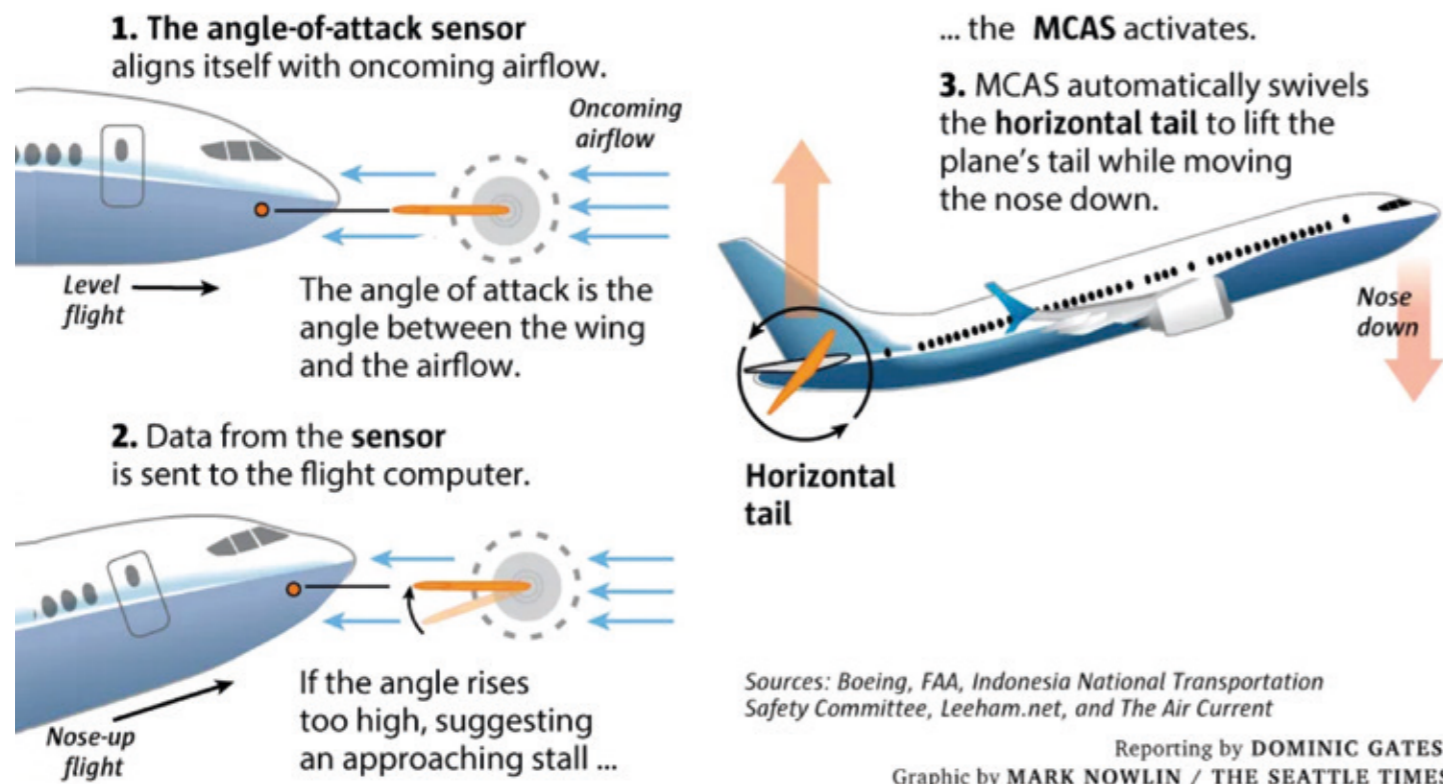 1. The angle-of-attack sensor
aligns itself with oncoming airflow.
Oncoming
airflow
Level
flight
The angle of attack is the
angle between the wing
and the airflow.
2. Data from the sensor
is sent to the flight computer.
Nose-up
flight
If the angle rises
too high, suggesting
an approaching stall ...
... the MCAS activates.
3. MCAS automatically swivels
the horizontal tail to lift the
plane's tail while moving
the nose down.
Nose
down
Horizontal
tail
Sources: Boeing, FAA, Indonesia National Transportation
Safety Committee, Leeham.net, and The Air Current
Reporting by DOMINIC GATES
Graphic by MARK NOWLIN / THE SEATTLE TIMES